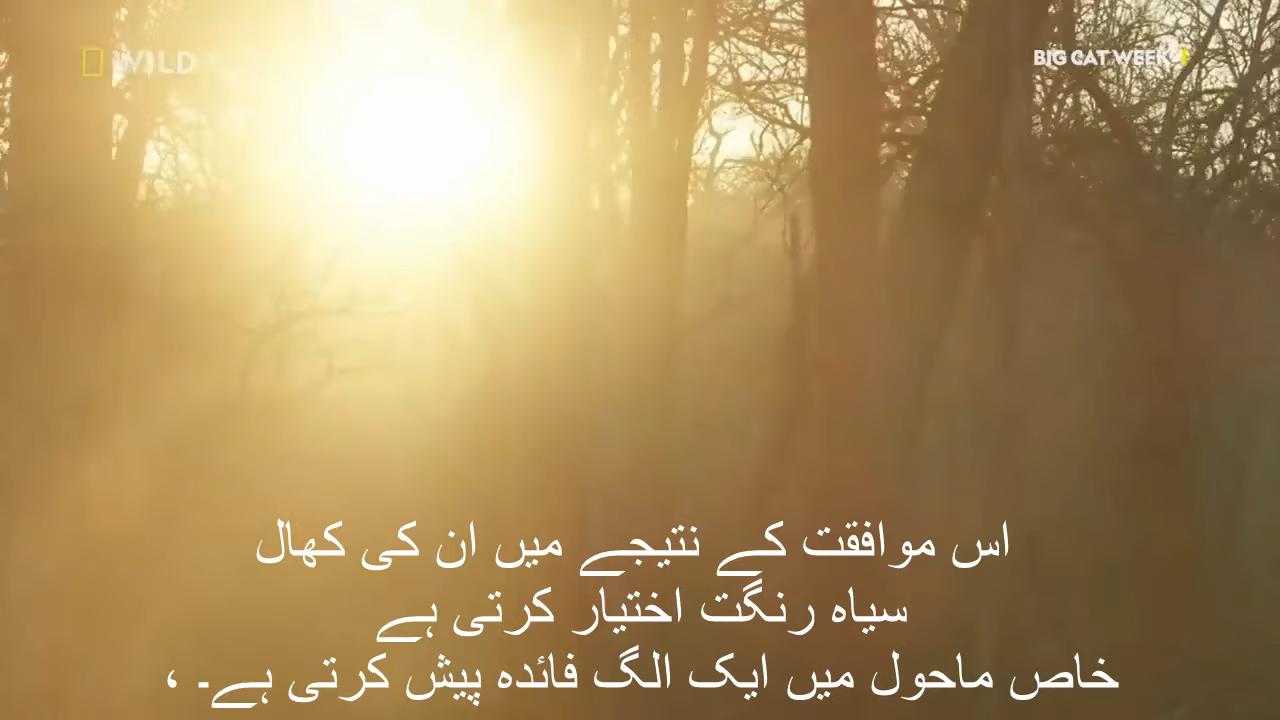 WILD
BIG CAT WEEK
اس موافقت کے نتیجے میں ان کی کھال
سیاہ رنگت اختیار کرتی ہے
خاص ماحول میں ایک الگ فائدہ پیش کرتی ہے۔ ،